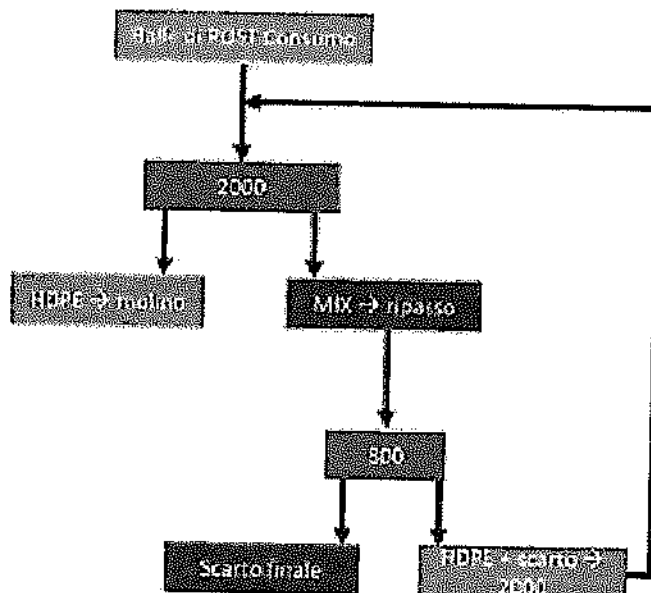 Balle di POST Consumo
2000
HDPE → molino
MIX → ripasso
800
Scarto finale
HDPE + scarto →
2000